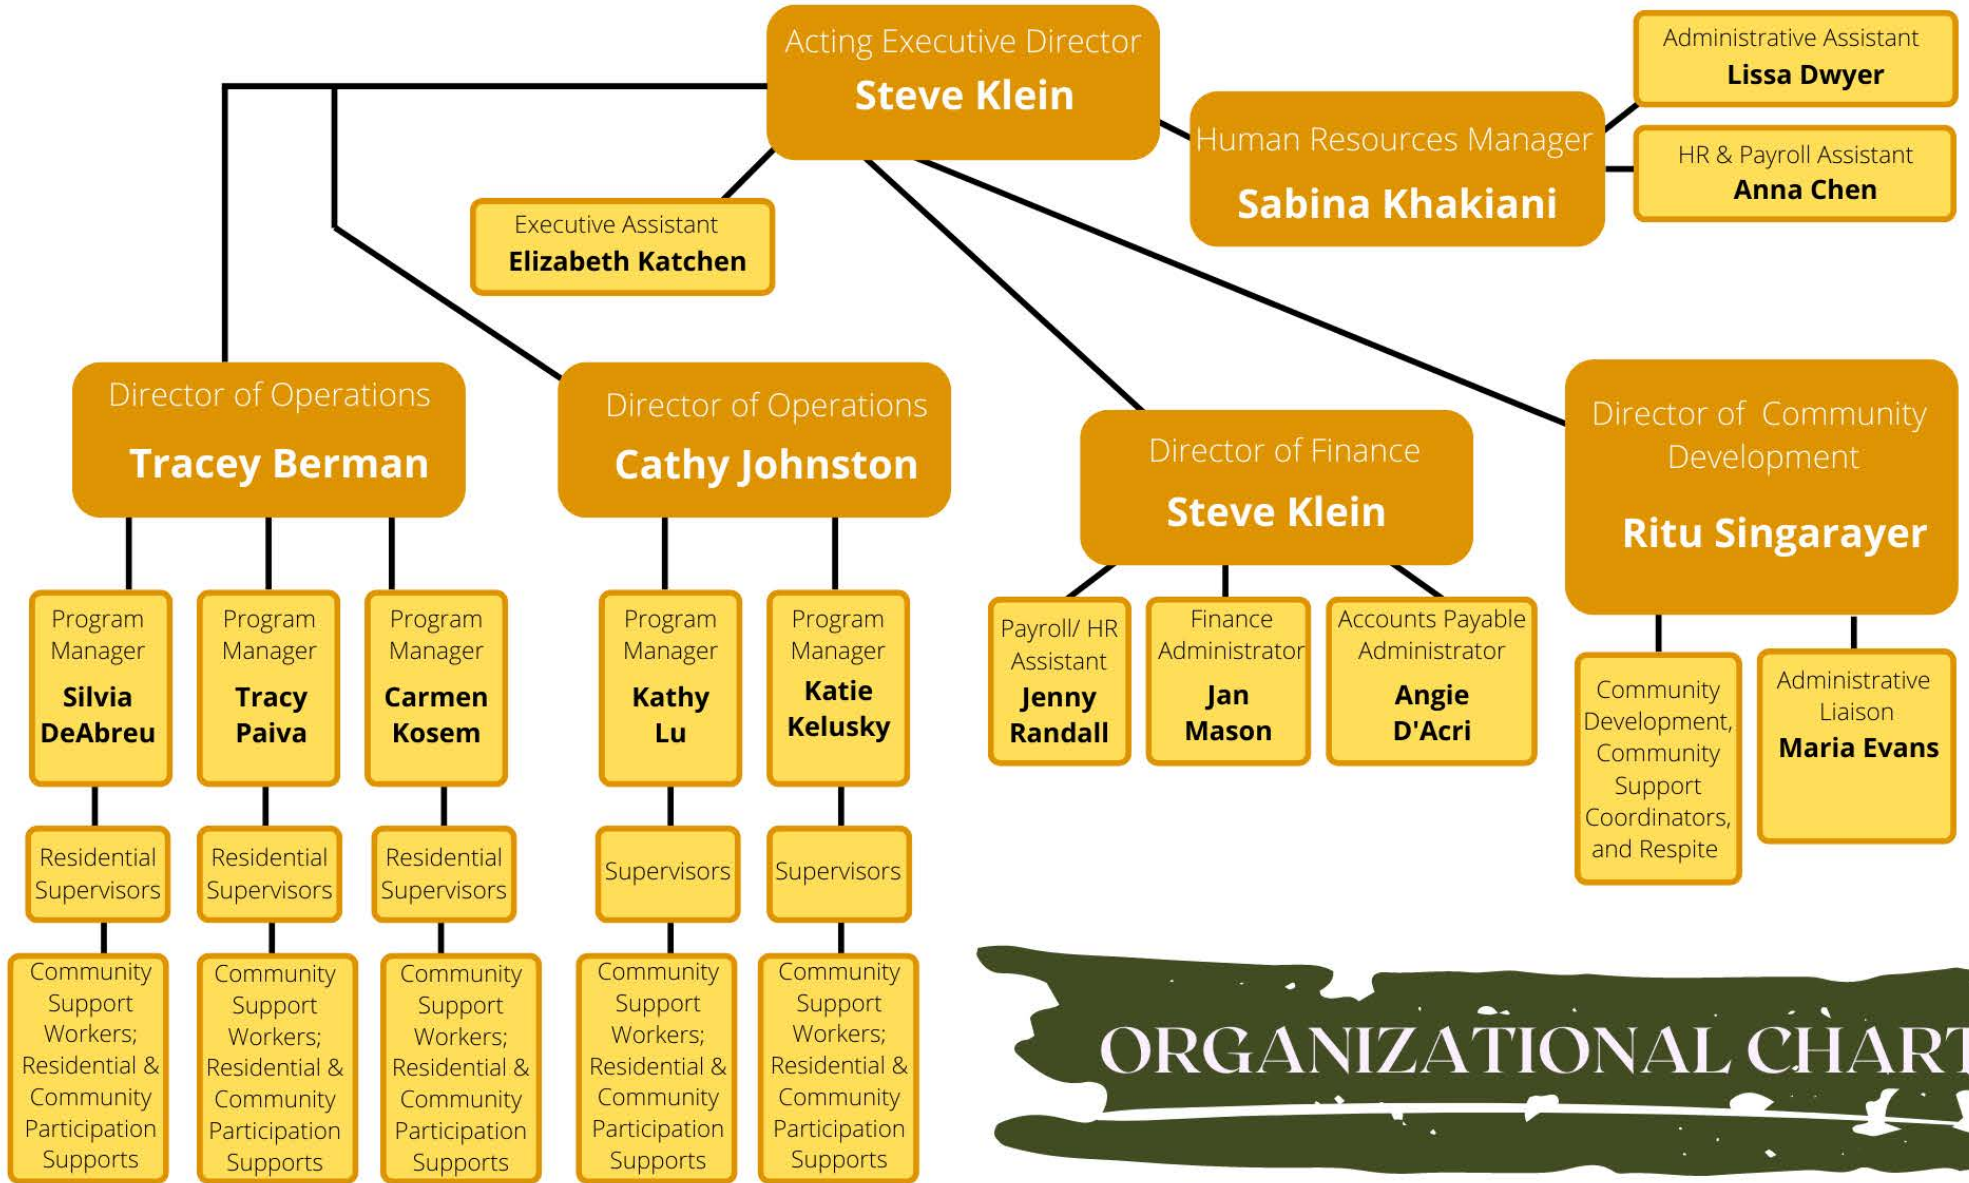 Acting Executive Director
Steve Klein
Administrative Assistant
Lissa Dwyer
Human Resources Manager
Sabina Khakiani
HR & Payroll Assistant
Anna Chen
Executive Assistant
Elizabeth Katchen
Director of Operations
Tracey Berman
Director of Operations
Cathy Johnston
Director of Finance
Steve Klein
Director of Community
Development
Ritu Singarayer
Program
Manager
Silvia
DeAbreu
Program
Manager
Tracy
Paiva
Program
Manager
Carmen
Kosem
Program
Manager
Kathy
Lu
Program
Manager
Katie
Kelusky
Payroll/ HR
Assistant
Jenny
Randall
Finance
Administrator
Jan
Mason
Accounts Payable
Administrator
Angie
D'Acri
Community
Development,
Community
Support
Coordinators,
and Respite
Administrative
Liaison
Maria Evans
Residential
Supervisors
Residential
Supervisors
Residential
Supervisors
Supervisors
Supervisors
Community
Support
Workers;
Residential &
Community
Participation
Supports
Community
Support
Workers;
Residential &
Community
Participation
Supports
Community
Support
Workers;
Residential &
Community
Participation
Supports
Community
Support
Workers;
Residential &
Community
Participation
Supports
Community
Support
Workers;
Residential &
Community
Participation
Supports
ORGANIZATIONAL CHART